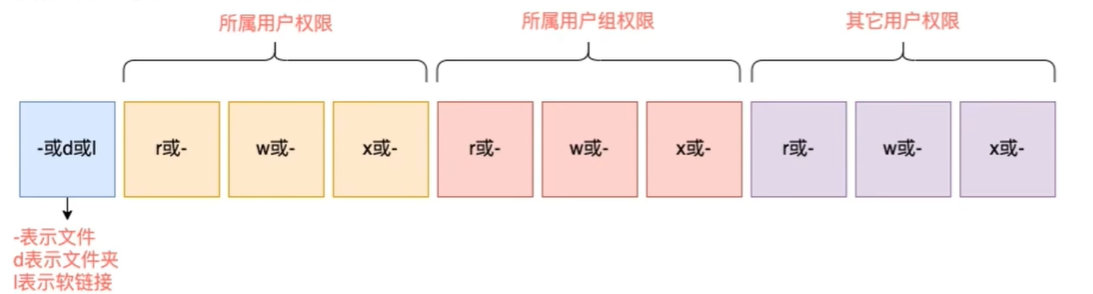 所属用户权限 所属用户组权限 其它用户权限
-或d或l r或- w或- x或- r或- w或- x或- r或- w或- x或-
-表示文件
d表示文件夹
l表示软链接